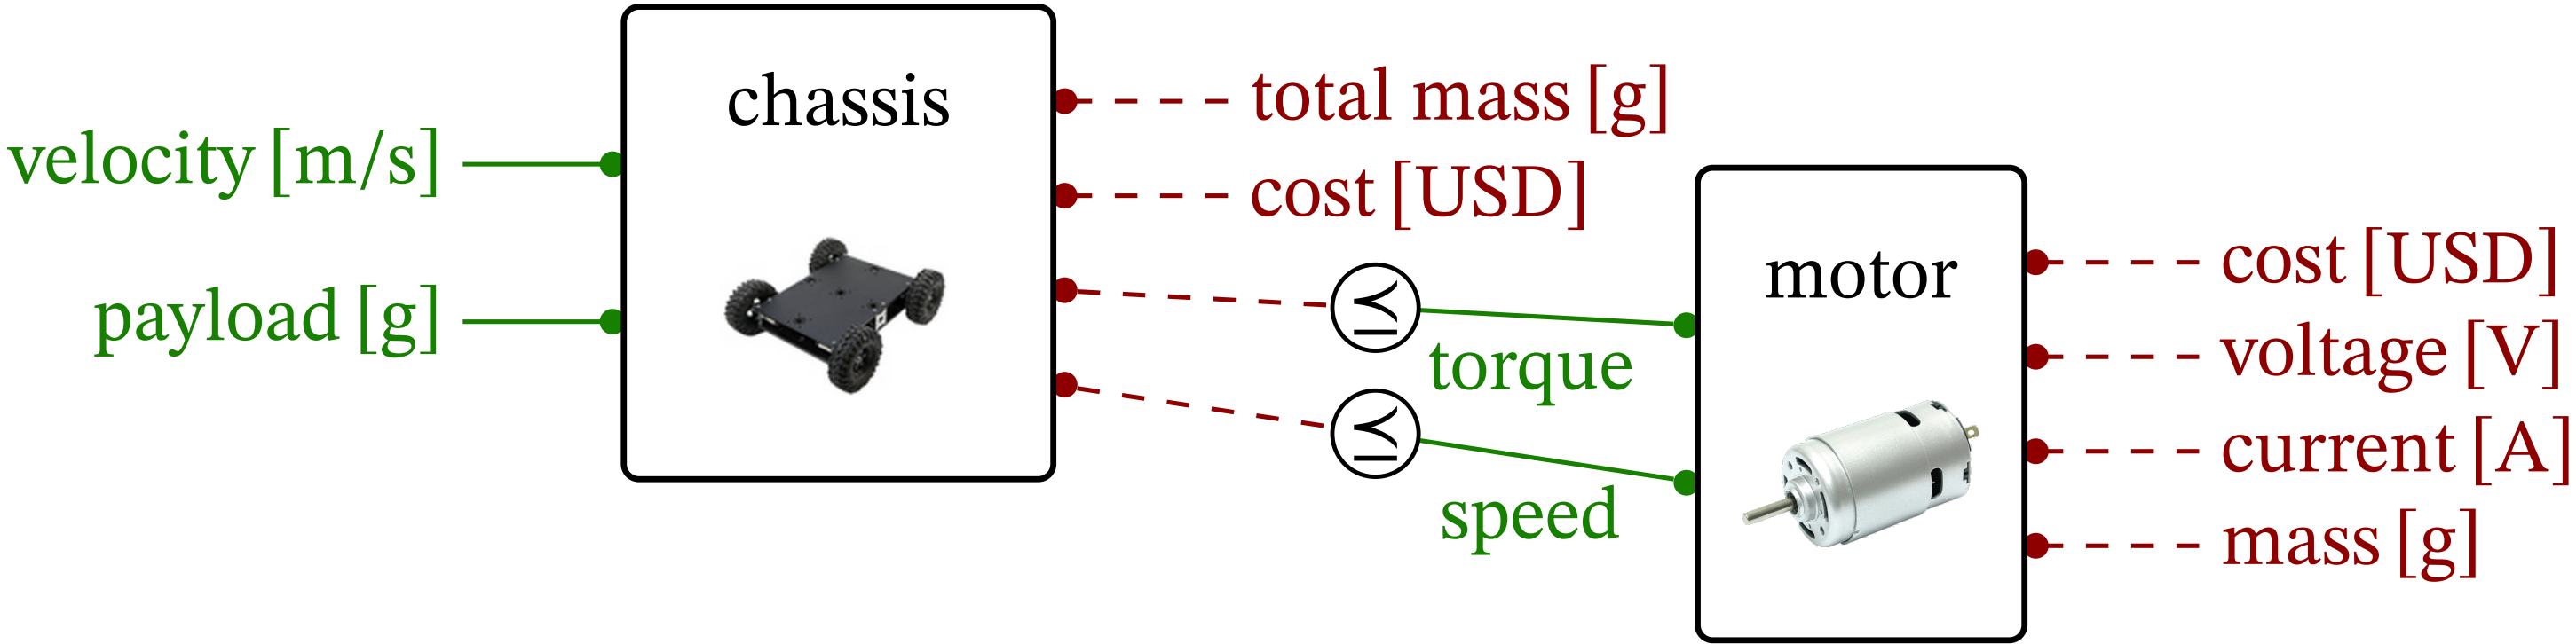 chassis
velocity [m/s]
payload [g]
total mass [g]
cost [USD]
⪯
torque
⪯
speed
motor
cost [USD]
voltage [V]
current [A]
mass [g]